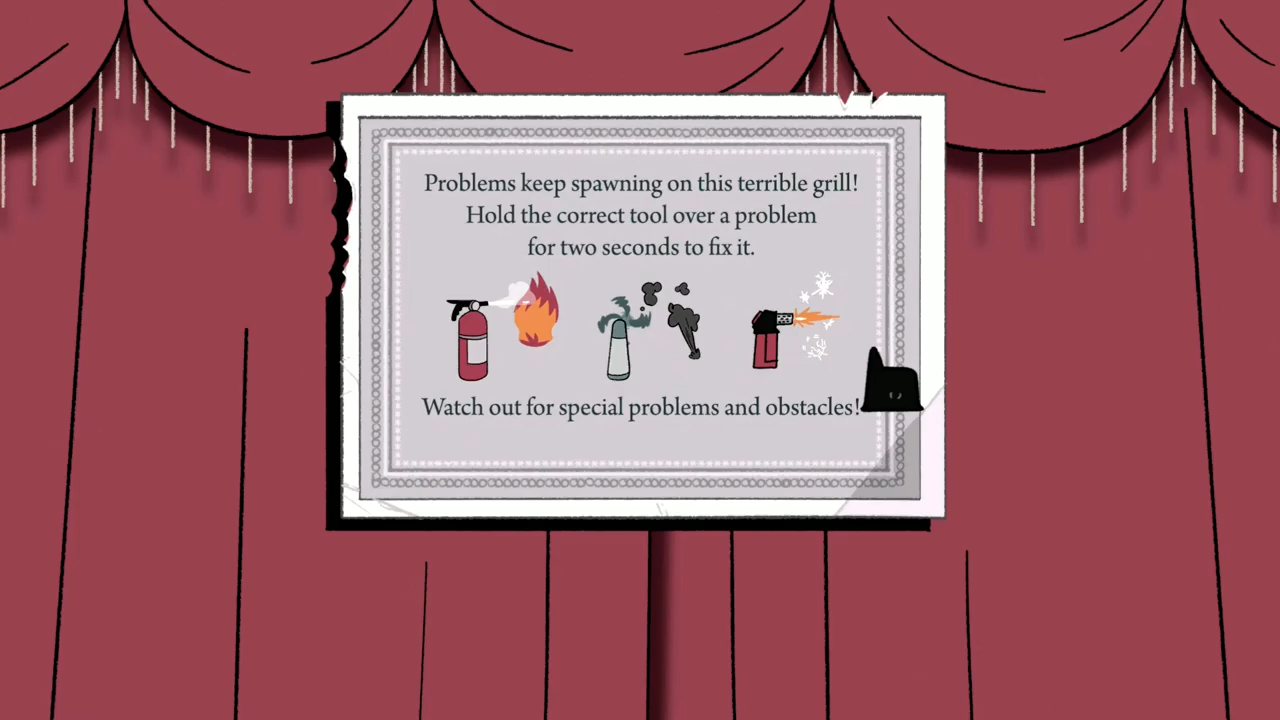 Problems keep spawning on this terrible grill!
Hold the correct tool over a problem
for two seconds to fix it.
Watch out for special problems and obstacles!